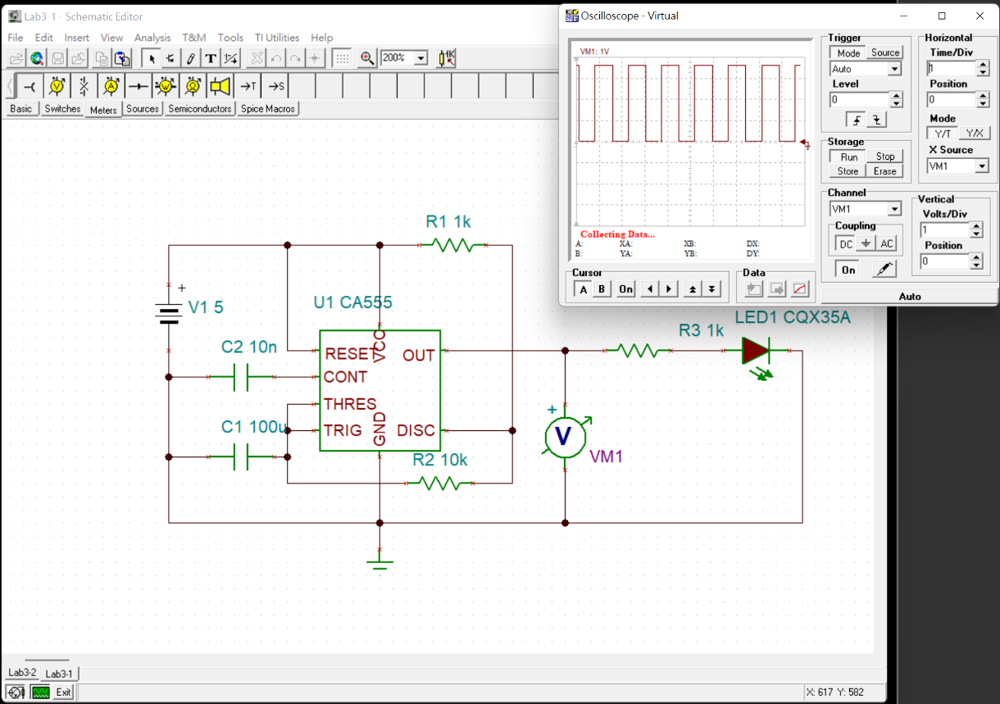 Lab3-1 - Schematic Editor
File Edit Insert View Analysis T&M Tools TI Utilities Help
200%
Basic Switches Meters Sources Semiconductors Spice Macros
Oscilloscope - Virtual
VM1: 1V
Collecting Data...
A: XA: XB: DX:
B: YA: YB: DY:
Cursor
A B On
Data
Trigger
Mode Source
Auto
Level
0
Storage
Run Stop
Store Erase
Channel
VM1
Coupling
DC AC
On
Horizontal
Time/Div
1
Position
0
Mode
Y/T Y/X
X Source
VM1
Vertical
Volts/Div
1
Position
0
Auto
R1 1k
V1 5
+
U1 CA555
C2 10n
C1 100u
RESET
VCC
OUT
CONT
THRES
TRIG
GND
DISC
R2 10k
R3 1k
LED1 CQX35A
+
V
VM1
Lab3-2 Lab3-1
Exit
X: 617 Y: 582